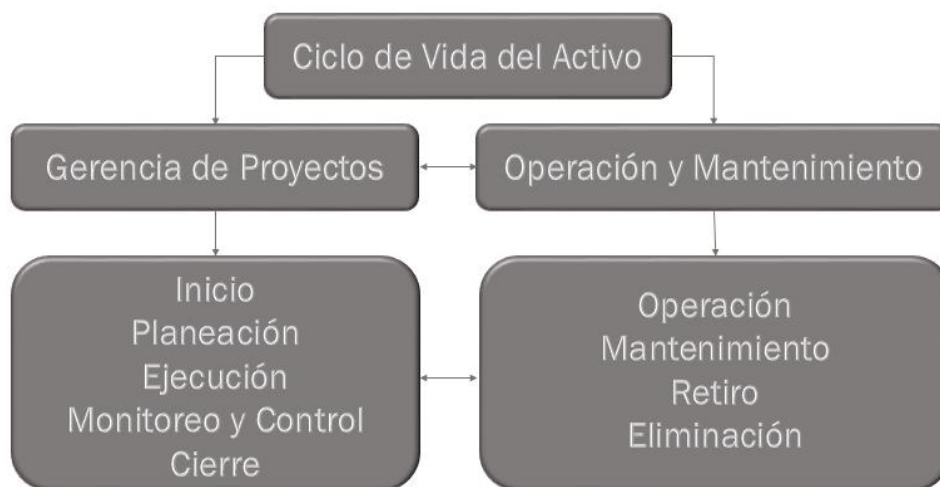 Ciclo de Vida del Activo
Gerencia de Proyectos
Operación y Mantenimiento
Inicio
Planeación
Ejecución
Monitoreo y Control
Cierre
Operación
Mantenimiento
Retiro
Eliminación